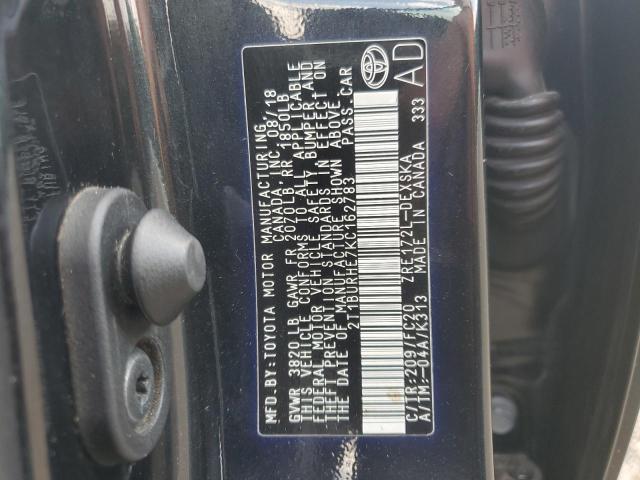 MFD.BY:TOYOTA MOTOR MANUFACTURING
CANADA, INC. 08/18
GVWR 3820 LB GAWR FR 2020LB RR 1850LB
THIS VEHICLE CONFORMS TO ALL APPLICABLE
FEDERAL MOTOR VEHICLE SAFETY, BUMPER, AND
THEFT PREVENTION STANDARDS IN EFFECT ON
THE DATE OF MANUFACTURE SHOWN ABOVE.
2T1BURHE7KC162783 PASS.CAR
C/TR:209/FC20 ZRE172L-DEXSKA
A/TM:-04A/K313 MADE IN CANADA 333
AD